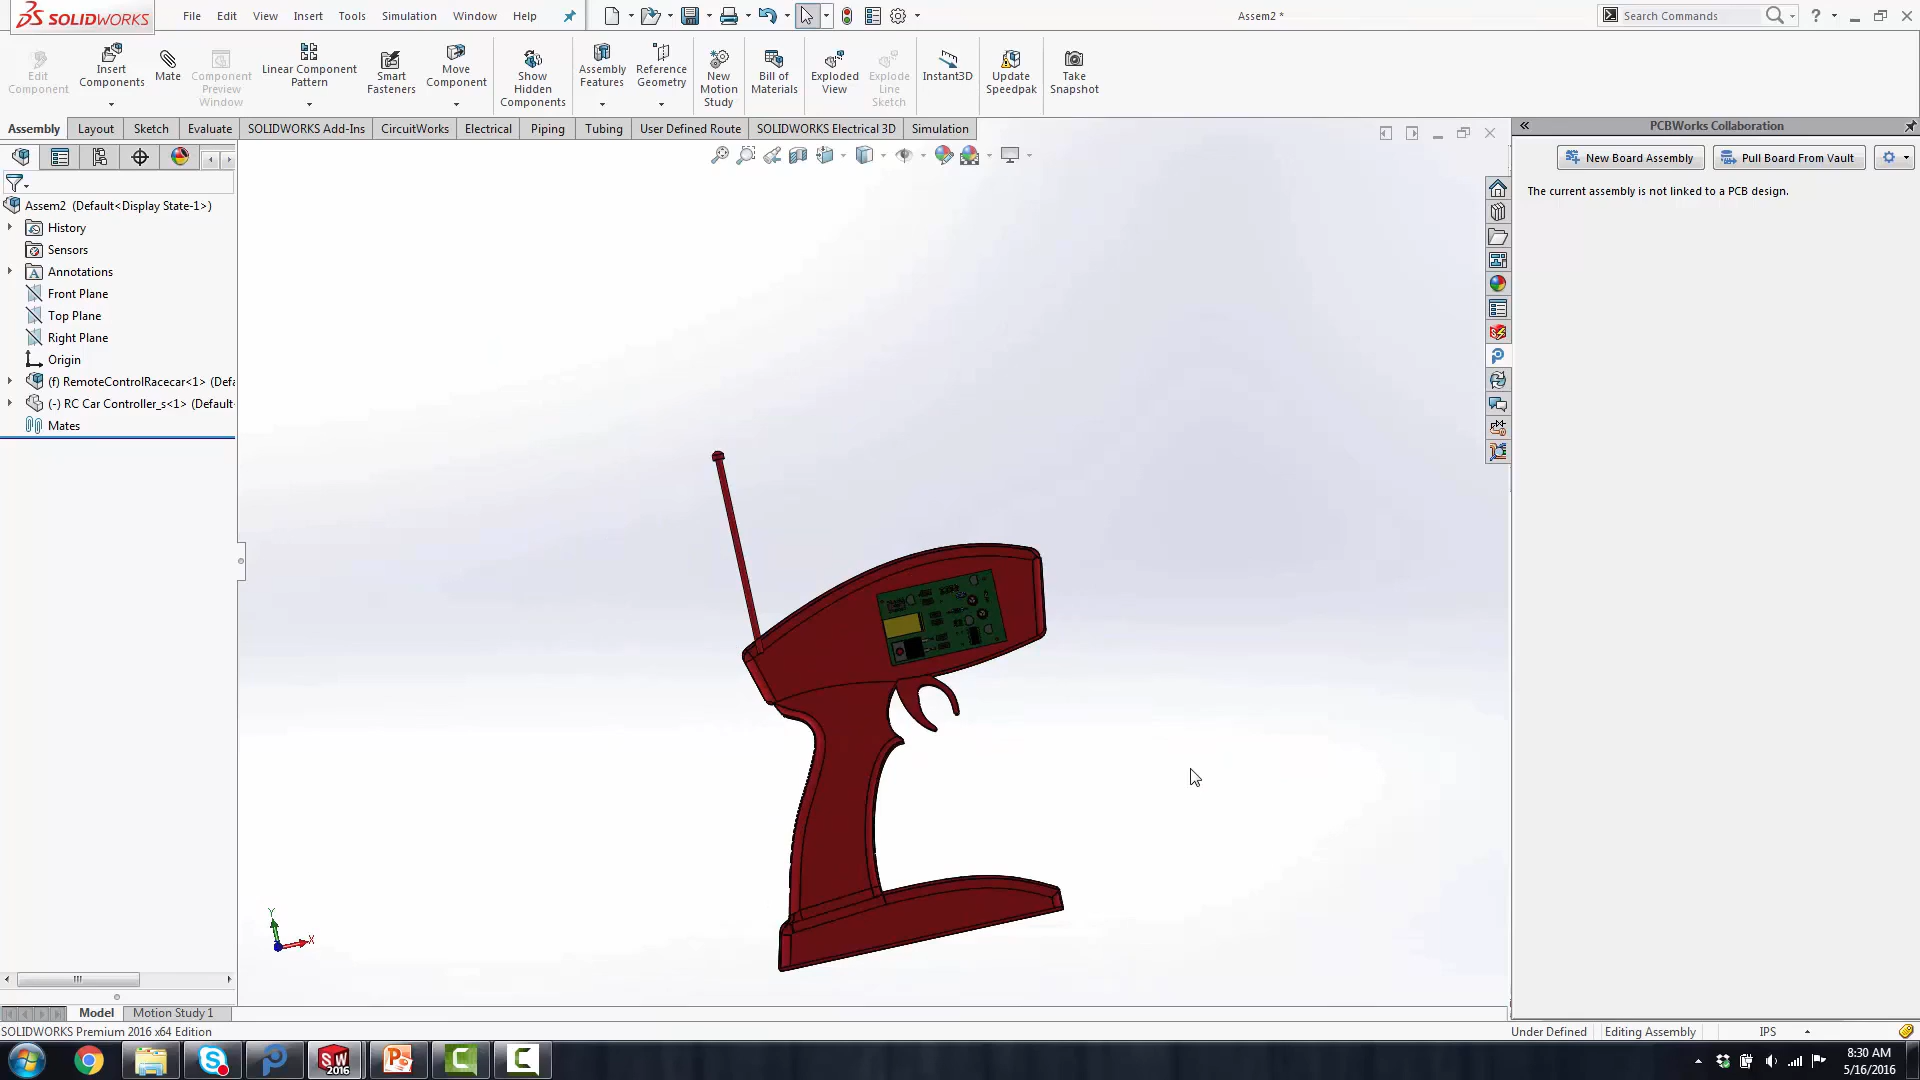 SOLIDWORKS
File Edit View Insert Tools Simulation Window Help
Assem2 *
Search Commands
Edit Component
Insert Components
Mate
Component Preview Window
Linear Component Pattern
Smart Fasteners
Move Component
Show Hidden Components
Assembly Features
Reference Geometry
New Motion Study
Bill of Materials
Exploded View
Explode Line Sketch
Instant3D
Update Speedpak
Take Snapshot
Assembly Layout Sketch Evaluate SOLIDWORKS Add-Ins CircuitWorks Electrical Piping Tubing User Defined Route SOLIDWORKS Electrical 3D Simulation
PCBWorks Collaboration
New Board Assembly Pull Board From Vault
The current assembly is not linked to a PCB design.
Assem2 (Default<Display State-1>)
History
Sensors
Annotations
Front Plane
Top Plane
Right Plane
Origin
(f) RemoteControlRacecar<1> (Defa
(-) RC Car Controller_s<1> (Default
Mates
Y
X
Model Motion Study 1
SOLIDWORKS Premium 2016 x64 Edition
Under Defined Editing Assembly IPS
SW 2016
8:30 AM
5/16/2016